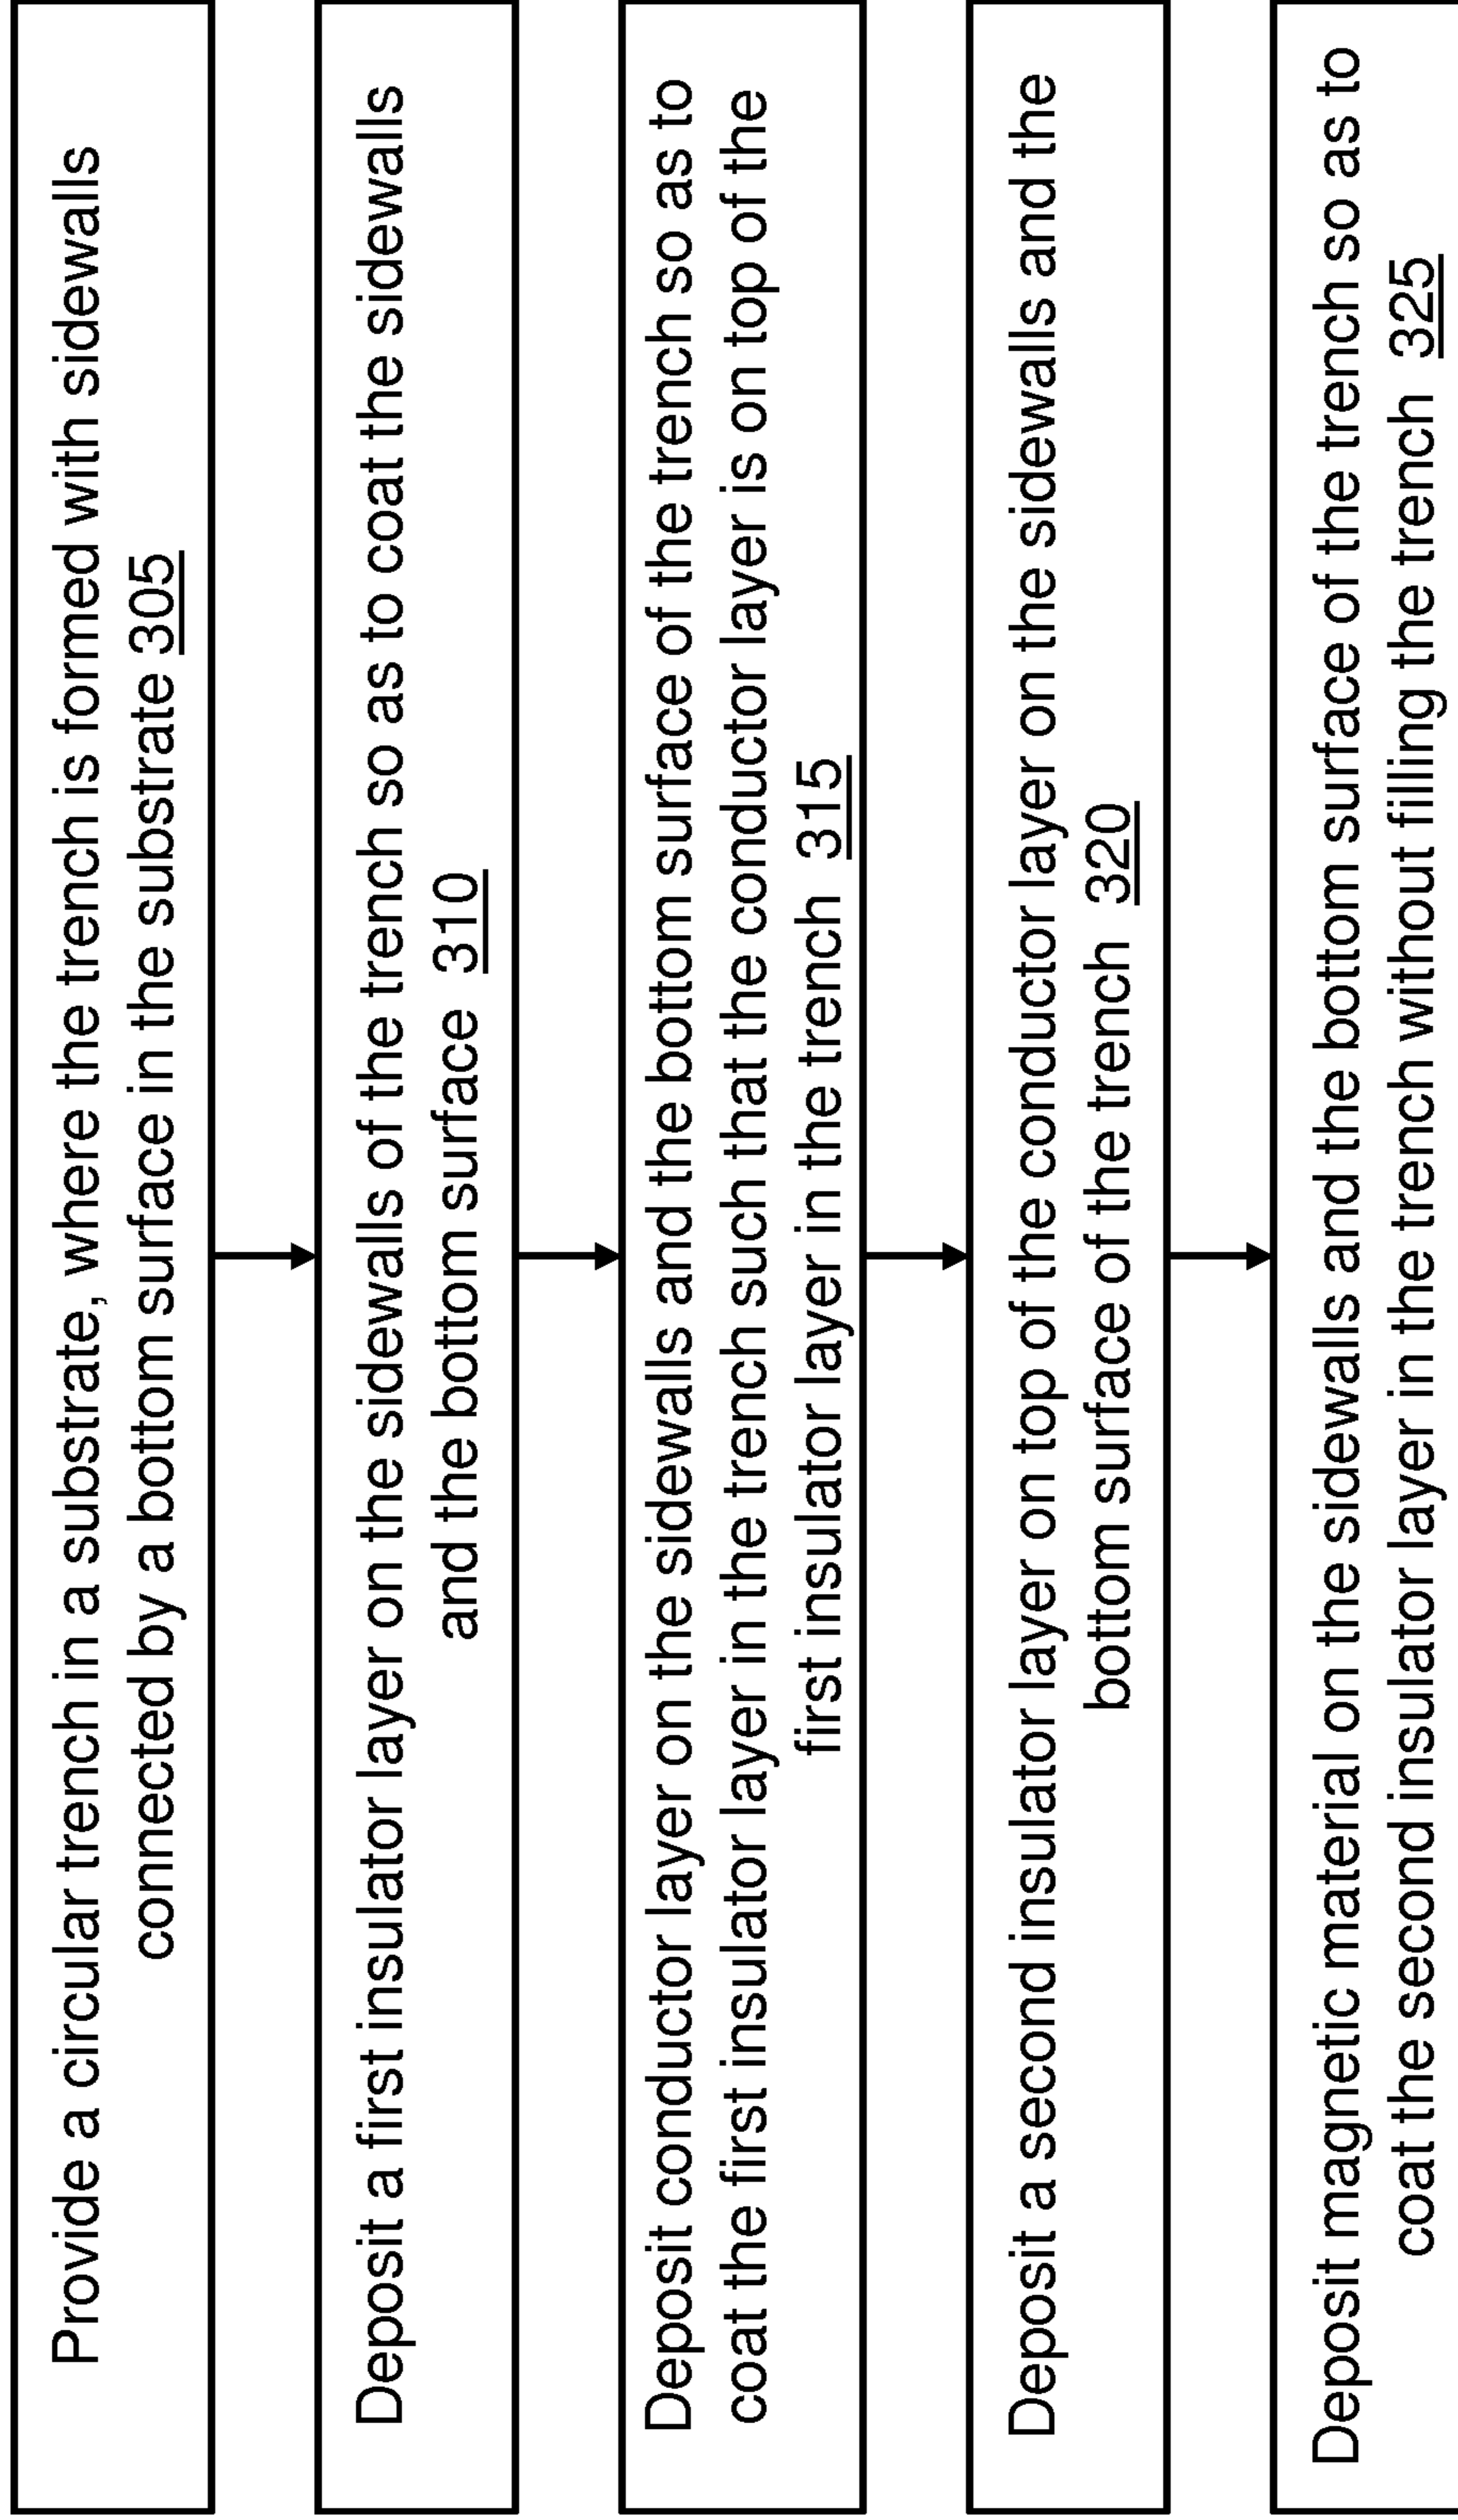 Provide a circular trench in a substrate, where the trench is formed with sidewalls
connected by a bottom surface in the substrate 305
Deposit a first insulator layer on the sidewalls of the trench so as to coat the sidewalls
and the bottom surface 310
Deposit conductor layer on the sidewalls and the bottom surface of the trench so as to
coat the first insulator layer in the trench such that the conductor layer is on top of the
first insulator layer in the trench 315
Deposit a second insulator layer on top of the conductor layer on the sidewalls and the
bottom surface of the trench 320
Deposit magnetic material on the sidewalls and the bottom surface of the trench so as to
coat the second insulator layer in the trench without filling the trench 325